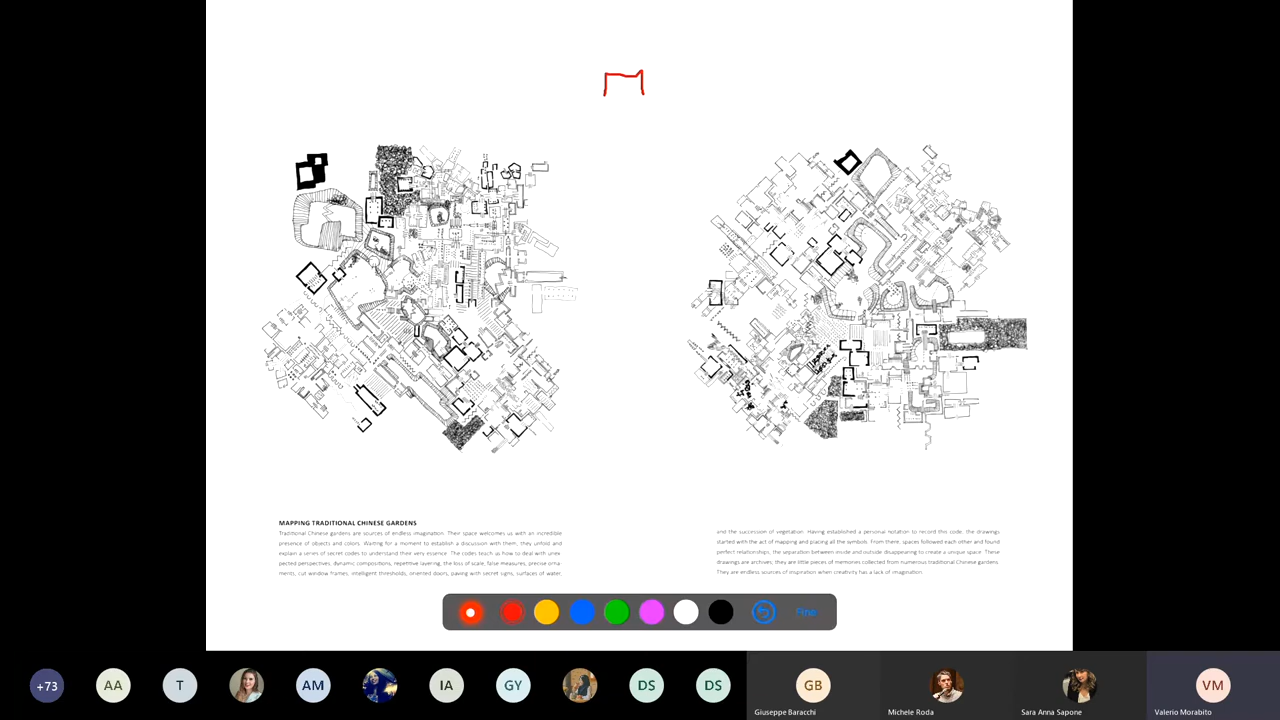 MAPPING TRADITIONAL CHINESE GARDENS
Traditional Chinese gardens are sources of endless imagination. Their space welcomes us with an incredible
presence of objects and colors. Waiting for a moment to establish a discussion with them, they unfold and
explain a series of secret codes to understand their very essence. The codes teach us how to deal with unex
pected perspectives, dynamic compositions, repetitive layering, the loss of scale, false measures, precise orna
ments, cut window frames, intelligent thresholds, oriented doors, paving with secret signs, surfaces of water,
and the succession of vegetation. Having established a personal notation to record this code, the drawings
started with the act of mapping and placing all the symbols. From there, spaces followed each other and found
perfect relationships, the separation between inside and outside disappearing to create a unique space. These
drawings are archives, they are little pieces of memories collected from numerous traditional Chinese gardens.
They are endless sources of inspiration when creativity has a lack of imagination.
Fine
+73
AA
T
AM
IA
GY
DS
DS
GB
VM
Giuseppe Baracchi
Michele Roda
Sara Anna Sapone
Valerio Morabito